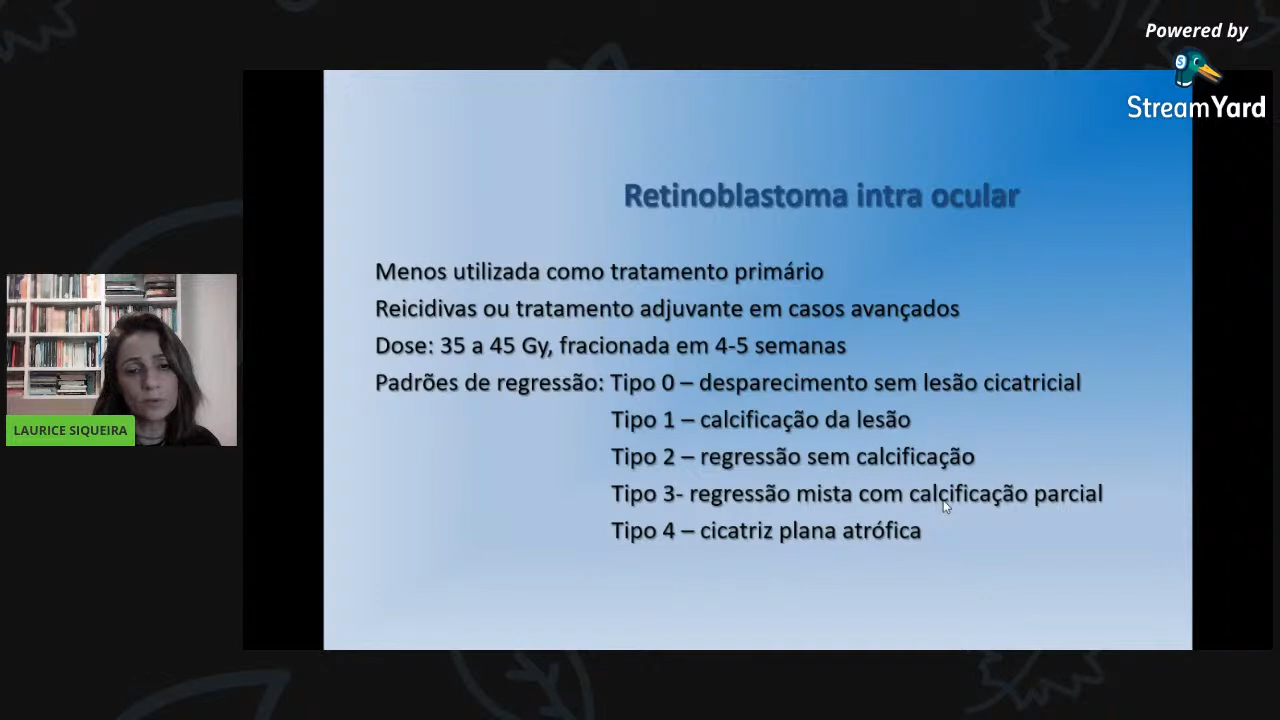 Powered by
StreamYard
Retinoblastoma intra ocular
Menos utilizada como tratamento primário
Reicidivas ou tratamento adjuvante em casos avançados
Dose: 35 a 45 Gy, fracionada em 4-5 semanas
Padrões de regressão: Tipo 0 – desparecimento sem lesão cicatricial
Tipo 1 – calcificação da lesão
Tipo 2 – regressão sem calcificação
Tipo 3- regressão mista com calcificação parcial
Tipo 4 – cicatriz plana atrófica
LAURICE SIQUEIRA